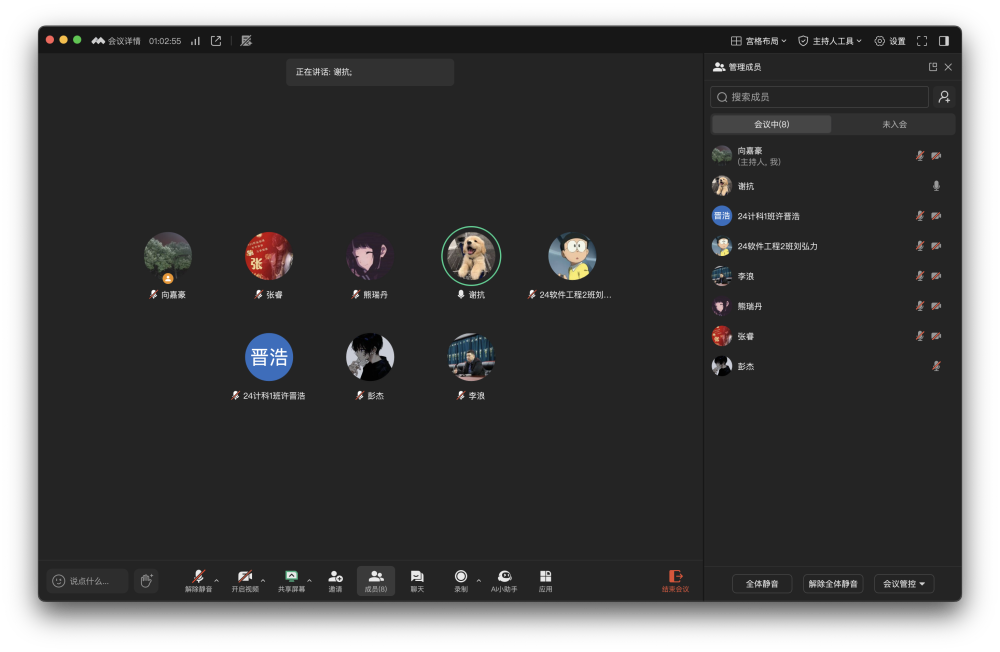 会议详情 01:02:55
宫格布局 主持人工具 设置
正在讲话: 谢抗;
管理成员
搜索成员
会议中(8) 未入会
向嘉豪
(主持人, 我)
谢抗
24计科1班许晋浩
24软件工程2班刘弘力
李浪
熊瑞丹
张睿
彭杰
张
向嘉豪 张睿 熊瑞丹 谢抗 24软件工程2班刘...
晋浩
晋浩
24计科1班许晋浩 彭杰 李浪
说点什么...
解除静音 开启视频 共享屏幕 邀请 成员(8) 聊天 录制 AI小助手 应用 结束会议
全体静音 解除全体静音 会议管控